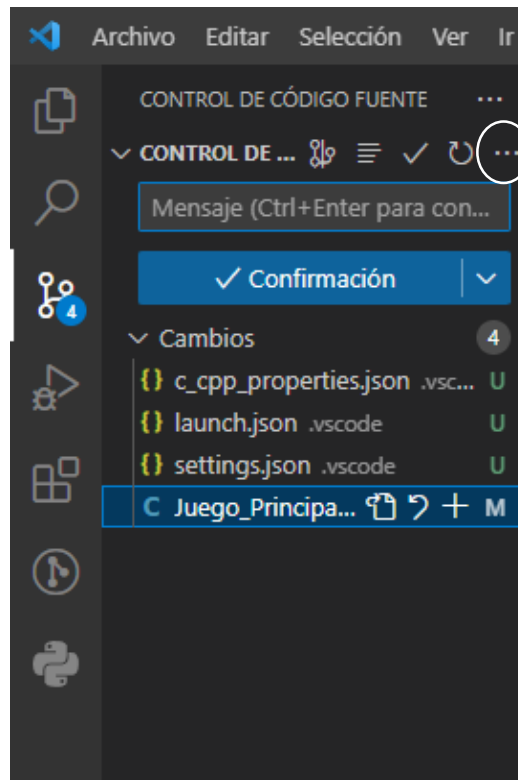 Archivo Editar Selección Ver Ir
CONTROL DE CÓDIGO FUENTE ...
CONTROL DE ... ...
Mensaje (Ctrl+Enter para con...
Confirmación
4
Cambios 4
{} c_cpp_properties.json .vsc... U
{} launch.json .vscode U
{} settings.json .vscode U
C Juego_Principa... M